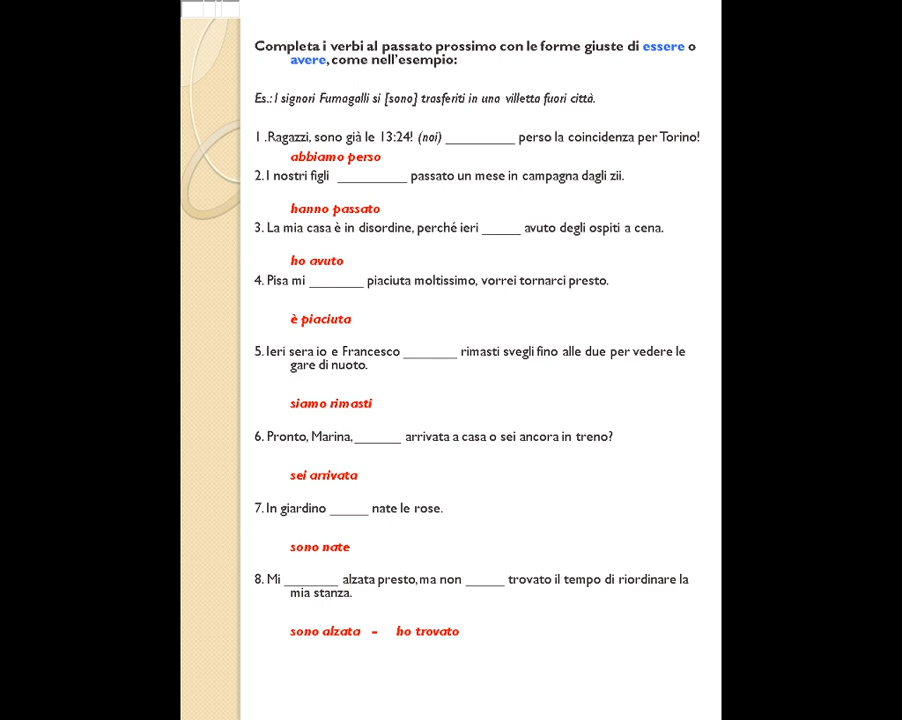 Completa i verbi al passato prossimo con le forme giuste di essere o
avere, come nell'esempio:
Es.: I signori Fumagalli si [sono] trasferiti in una villetta fuori città.
1 .Ragazzi, sono già le 13:24! (noi) __________ perso la coincidenza per Torino!
abbiamo perso
2. I nostri figli __________ passato un mese in campagna dagli zii.
hanno passato
3. La mia casa è in disordine, perché ieri _____ avuto degli ospiti a cena.
ho avuto
4. Pisa mi _______ piaciuta moltissimo, vorrei tornarci presto.
è piaciuta
5. Ieri sera io e Francesco _______ rimasti svegli fino alle due per vedere le
gare di nuoto.
siamo rimasti
6. Pronto, Marina, ______ arrivata a casa o sei ancora in treno?
sei arrivata
7. In giardino _____ nate le rose.
sono nate
8. Mi _______ alzata presto, ma non _____ trovato il tempo di riordinare la
mia stanza.
sono alzata - ho trovato